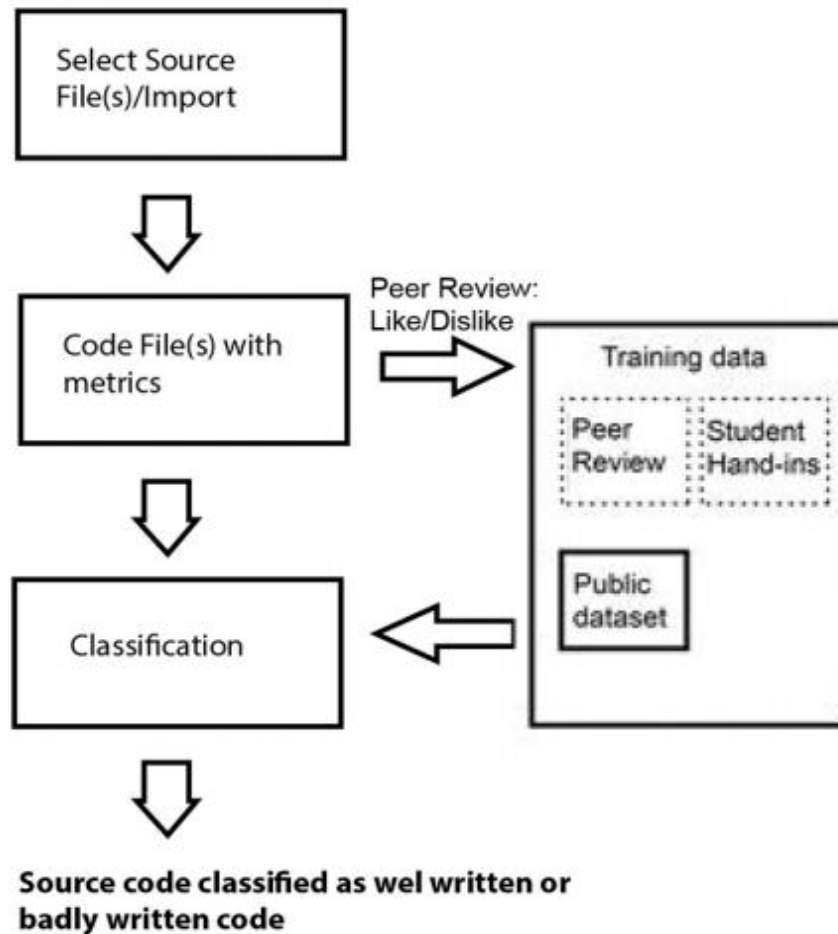 Select Source
File(s)/Import
Peer Review:
Like/Dislike
Code File(s) with
metrics
Training data
Peer
Review
Student
Hand-ins
Public
dataset
Classification
Source code classified as wel written or
badly written code